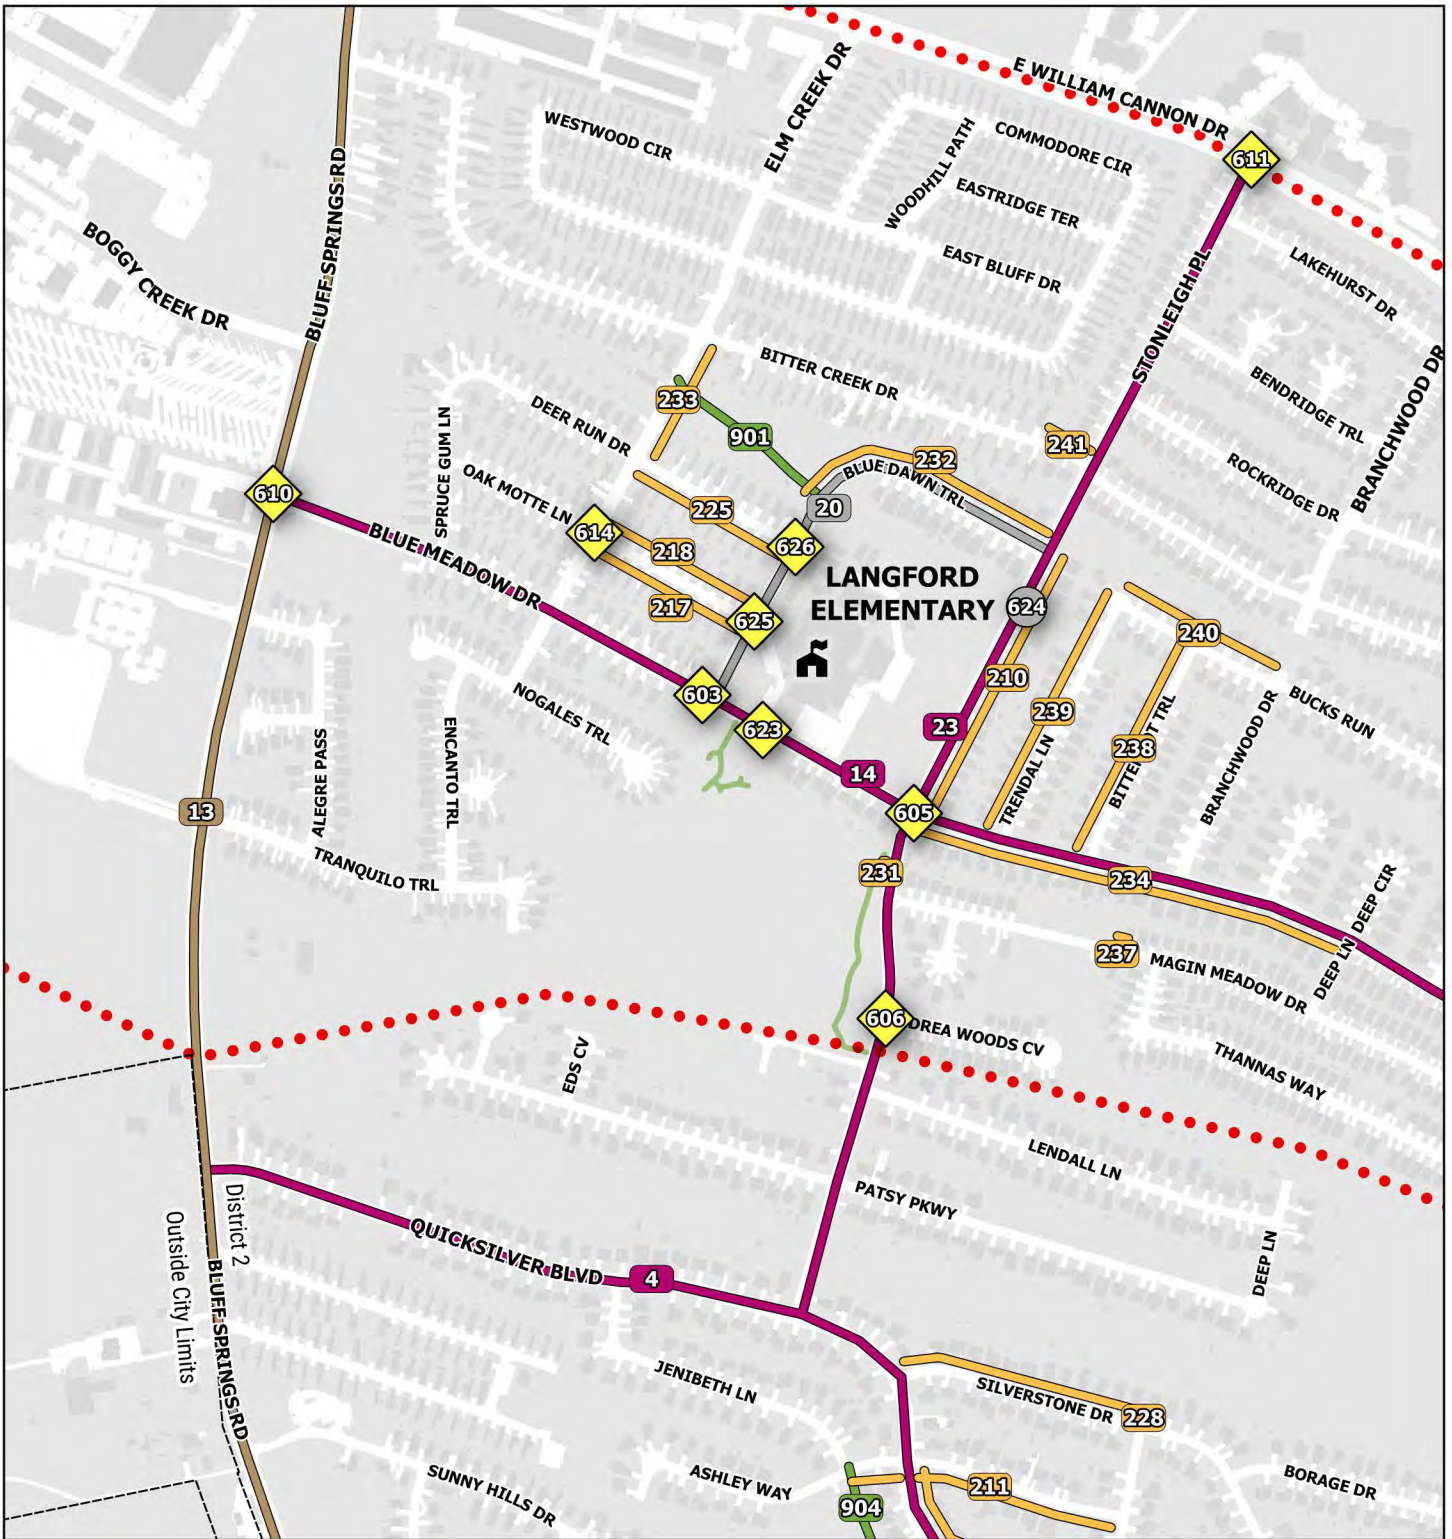 E WILLIAM CANNON DR
ELM CREEK DR
WESTWOOD CIR
COMMODORE CIR
WOODHILL PATH
611
EASTRIDGE TER
BLUFF SPRINGS RD
BOGGY CREEK DR
EAST BLUFF DR
STONLEIGH PL
LAKEHURST DR
BITTER CREEK DR
BENDRIDGE TRL
BRANCHWOOD DR
233
DEER RUN DR
901
241
232
SPRUCE GUM LN
BLUE DAWN TRL
ROCKRIDGE DR
610
OAK MOTTE LN
225
20
614
218
626
BLUE MEADOW DR
LANGFORD
ELEMENTARY
217
625
624
240
210
603
NOGALES TRL
239
BRANCHWOOD DR
BUCKS RUN
623
23
238
ENCANTO TRL
ALEGRE PASS
14
TRENDAL LN
13
605
TRANQUILO TRL
231
234
DEEP CIR
237
DEEP LN
MAGIN MEADOW DR
606
DREA WOODS CV
EDS CV
THANNAS WAY
LENDALL LN
PATSY PKWY
District 2
Outside City Limits
QUICKSILVER BLVD
4
DEEP LN
BLUFF SPRINGS RD
JENIBETH LN
SILVERSTONE DR
228
SUNNY HILLS DR
ASHLEY WAY
211
BORAGE DR
904